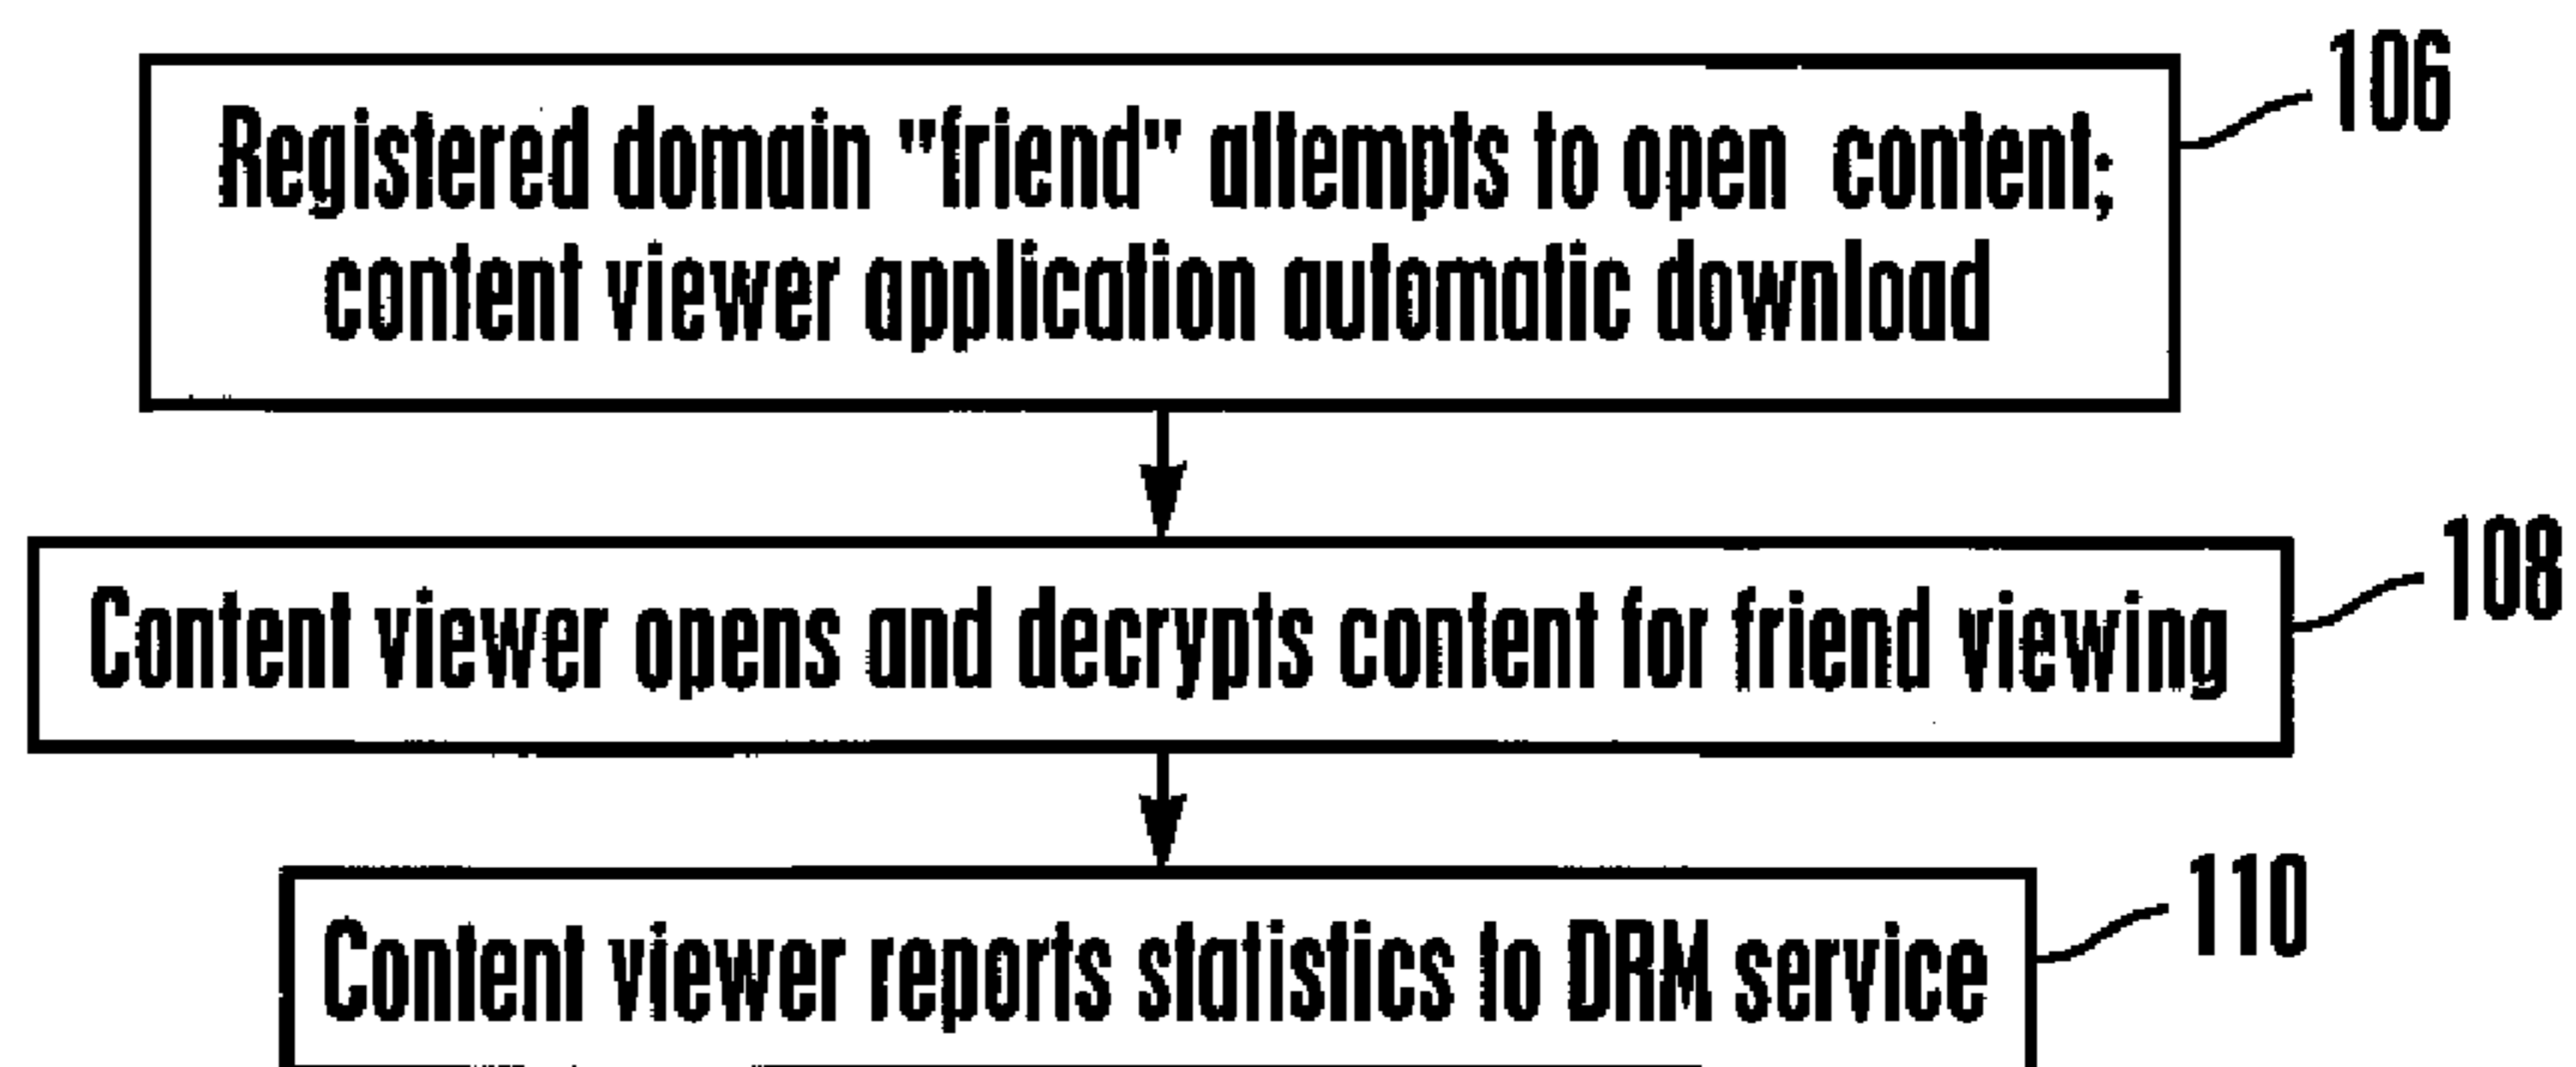 106
Registered domain "friend" attempts to open content;
content viewer application automatic download
108
Content viewer opens and decrypts content for friend viewing
110
Content viewer reports statistics to DRM service